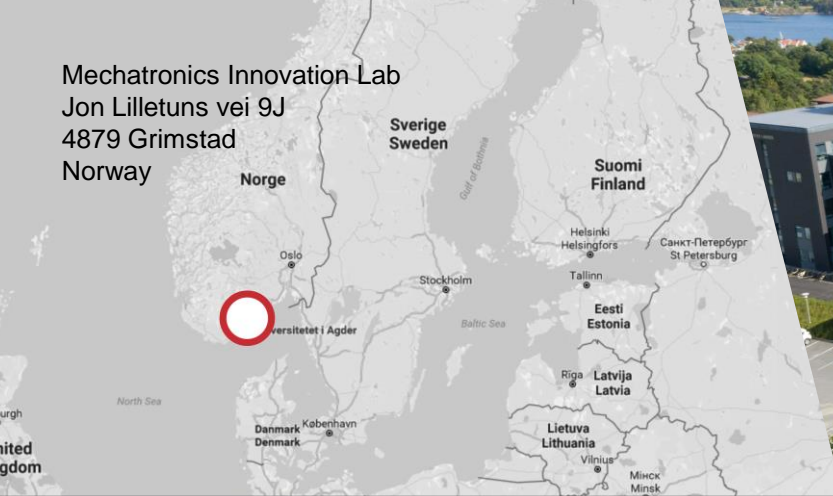 Mechatronics Innovation Lab
Jon Lilletuns vei 9J
4879 Grimstad
Norway
Sverige
Sweden
Gulf of Bothnia
Norge
Suomi
Finland
Helsinki
Helsingfors
Санкт-Петербург
St Petersburg
Oslo
Stockholm
Tallinn
Eesti
Estonia
versitetet i Agder
Baltic Sea
Rīga
Latvija
Latvia
North Sea
urgh
Danmark
Denmark
København
Lietuva
Lithuania
Vilnius
nited
gdom
Мінск
Minsk